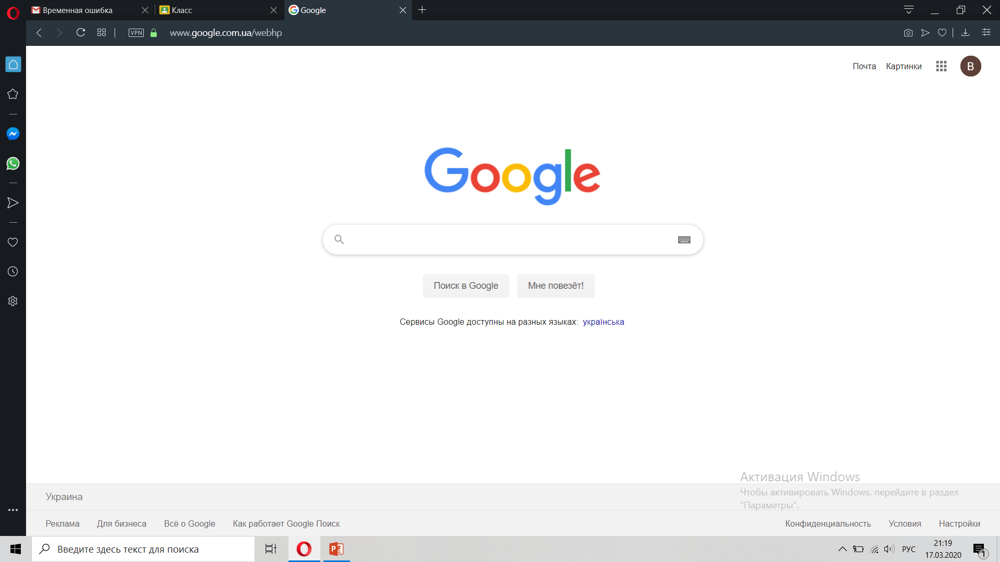 Временная ошибка
Класс
Google
VPN
www.google.com.ua/webhp
Почта
Картинки
B
Google
Поиск в Google
Мне повезёт!
Сервисы Google доступны на разных языках: українська
Активация Windows
Чтобы активировать Windows, перейдите в раздел
"Параметры".
Украина
Реклама
Для бизнеса
Всё о Google
Как работает Google Поиск
Конфиденциальность
Условия
Настройки
Введите здесь текст для поиска
P
РУС
21:19
17.03.2020
1